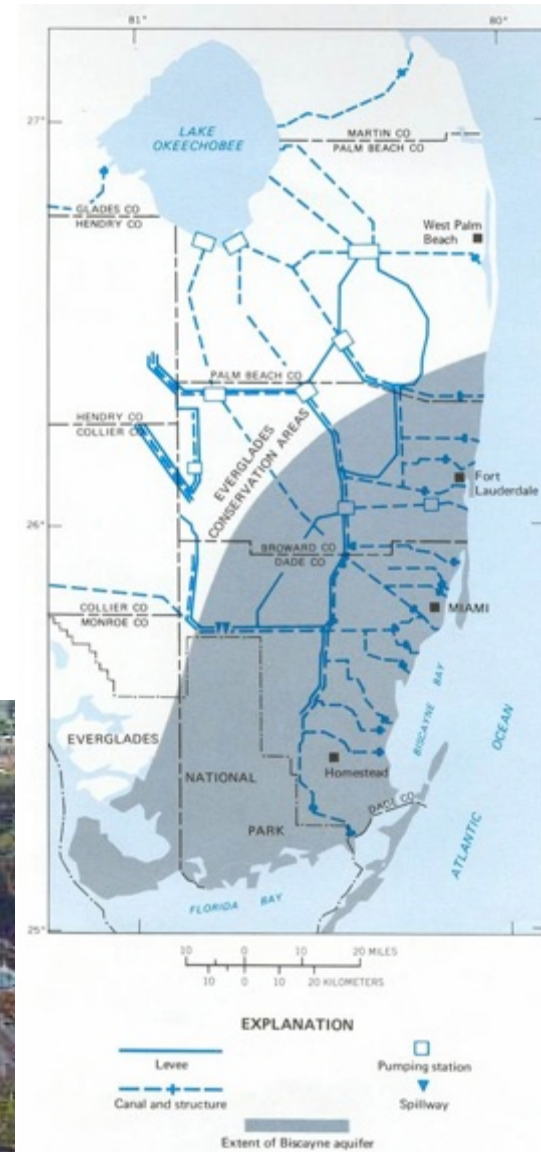 81°
80°
27°
LAKE
OKEECHOBEE
MARTIN CO
PALM BEACH CO
GLADES CO
HENDRY CO
West Palm
Beach
PALM BEACH CO
HENDRY CO
COLLIER CO
EVERGLADES
CONSERVATION AREAS
Fort
Lauderdale
26°
BROWARD CO
DADE CO
COLLIER CO
MONROE CO
MIAMI
BISCAYNE BAY
OCEAN
EVERGLADES
NATIONAL
Homestead
DADE CO
PARK
ATLANTIC
FLORIDA BAY
25°
10 0 10 20 MILES
10 0 10 20 KILOMETERS
EXPLANATION
Levee
Pumping station
Canal and structure
Spillway
Extent of Biscayne aquifer